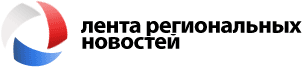 лента региональных
новостей